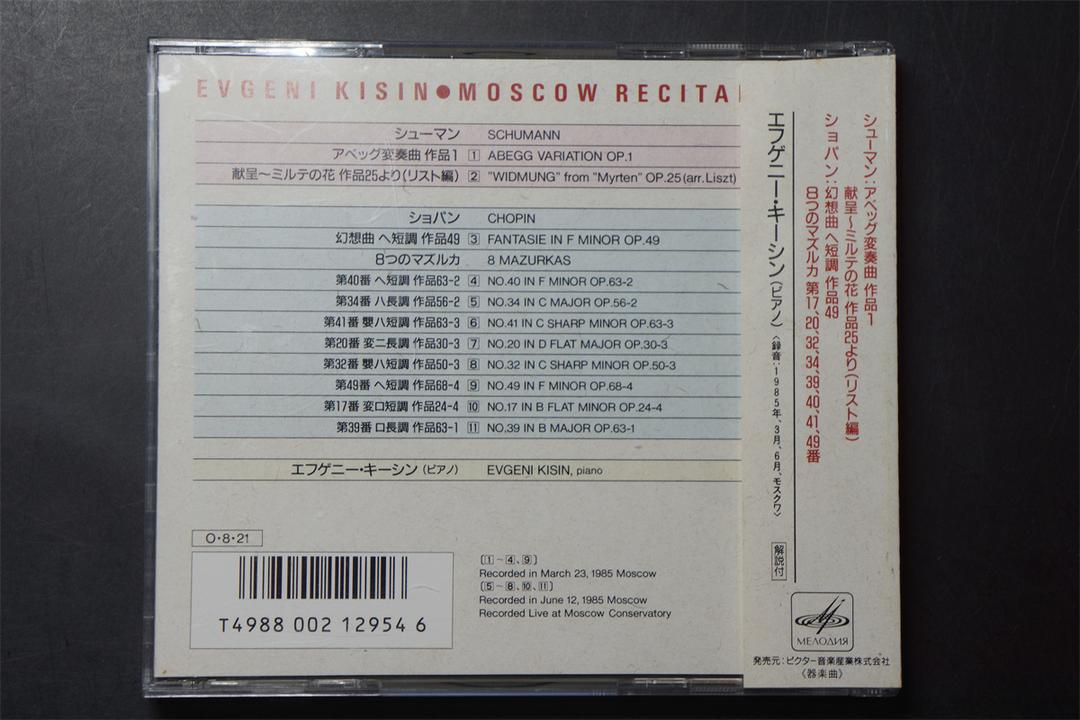 EVGENI KISIN●MOSCOW RECITA
シューマン SCHUMANN
アベッグ変奏曲 作品1 1 ABEGG VARIATION OP.1
献呈～ミルテの花 作品25より(リスト編) 2 "WIDMUNG" from "Myrten" OP.25 (arr.Liszt)
ショパン CHOPIN
幻想曲 ヘ短調 作品49 3 FANTASIE IN F MINOR OP.49
8つのマズルカ 8 MAZURKAS
第40番 ヘ短調 作品63-2 4 NO.40 IN F MINOR OP.63-2
第34番 ハ長調 作品56-2 5 NO.34 IN C MAJOR OP.56-2
第41番 嬰ハ短調 作品63-3 6 NO.41 IN C SHARP MINOR OP.63-3
第20番 変ニ長調 作品30-3 7 NO.20 IN D FLAT MAJOR OP.30-3
第32番 嬰ハ短調 作品50-3 8 NO.32 IN C SHARP MINOR OP.50-3
第49番 ヘ短調 作品68-4 9 NO.49 IN F MINOR OP.68-4
第17番 変ロ短調 作品24-4 10 NO.17 IN B FLAT MINOR OP.24-4
第39番 ロ長調 作品63-1 11 NO.39 IN B MAJOR OP.63-1
エフゲニー・キーシン (ピアノ) EVGENI KISIN, piano
O・8・21
T4988 002 12954 6
〔1～4、9〕
Recorded in March 23, 1985 Moscow
〔5～8、10、11〕
Recorded in June 12, 1985 Moscow
Recorded Live at Moscow Conservatory
シューマン:アベッグ変奏曲 作品1
献呈～ミルテの花 作品25より(リスト編)
ショパン:幻想曲 ヘ短調 作品49
8つのマズルカ 第17、20、32、34、39、40、41、49番
エフゲニー・キーシン(ピアノ) 〈録音:1985年、3月、6月、モスクワ〉
解説付
МЕЛОДИЯ
発売元:ビクター音楽産業株式会社
《器楽曲》